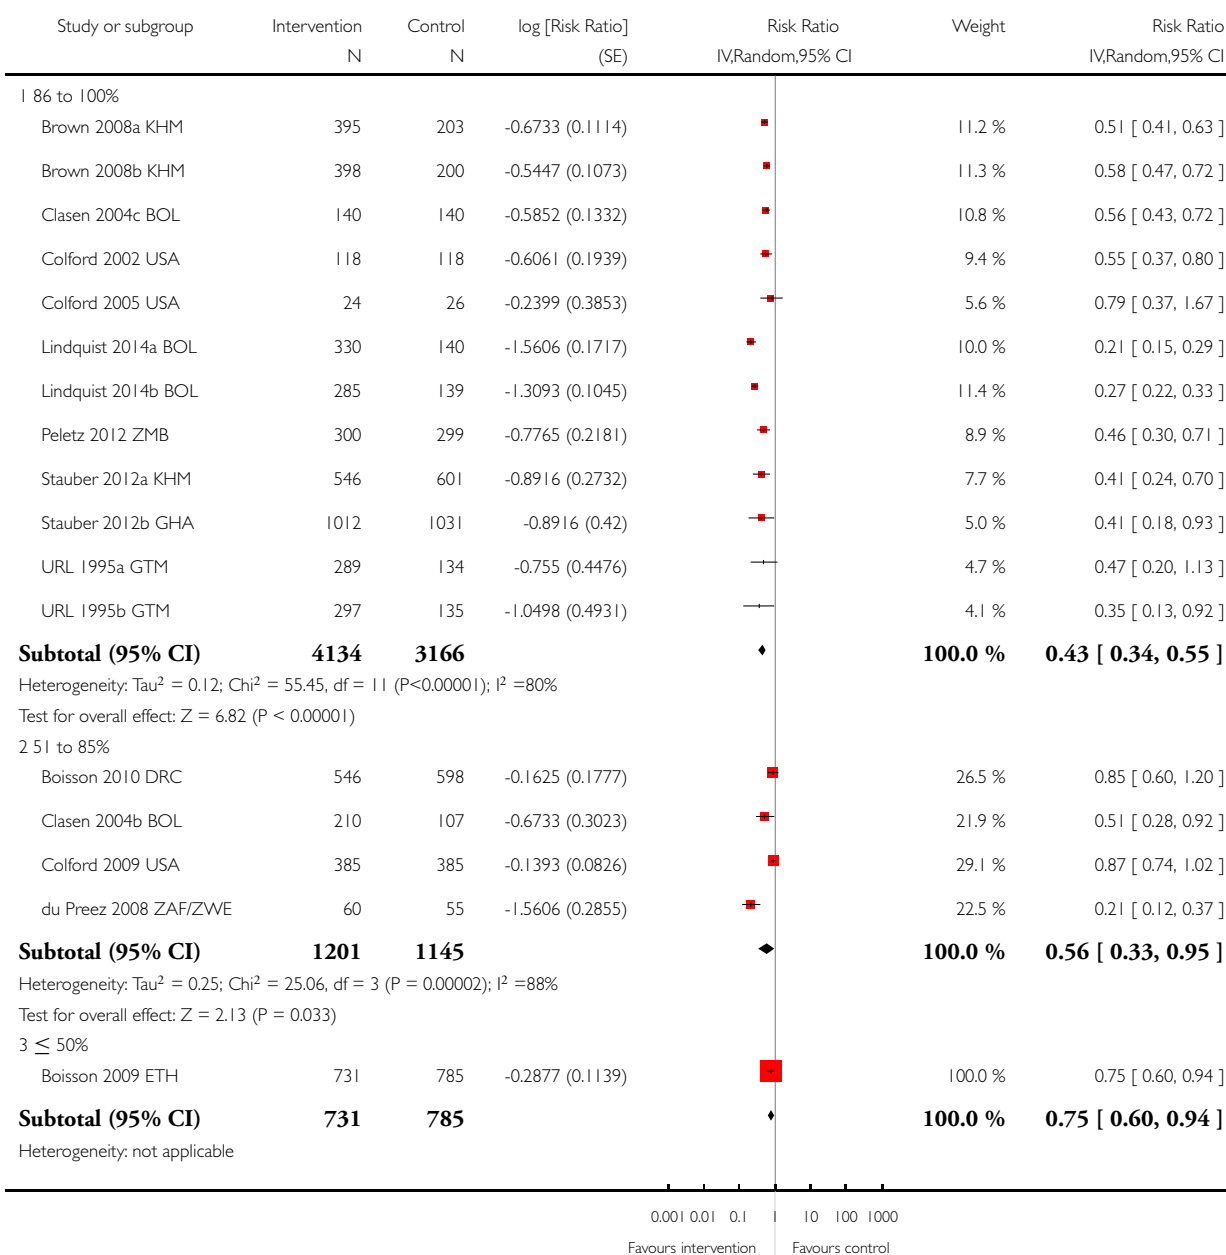 Study or subgroup Intervention Control log [Risk Ratio] Risk Ratio Weight Risk Ratio
N N (SE) IV,Random,95% CI IV,Random,95% CI
1 86 to 100%
Brown 2008a KHM 395 203 -0.6733 (0.1114) 11.2 % 0.51 [ 0.41, 0.63 ]
Brown 2008b KHM 398 200 -0.5447 (0.1073) 11.3 % 0.58 [ 0.47, 0.72 ]
Clasen 2004c BOL 140 140 -0.5852 (0.1332) 10.8 % 0.56 [ 0.43, 0.72 ]
Colford 2002 USA 118 118 -0.6061 (0.1939) 9.4 % 0.55 [ 0.37, 0.80 ]
Colford 2005 USA 24 26 -0.2399 (0.3853) 5.6 % 0.79 [ 0.37, 1.67 ]
Lindquist 2014a BOL 330 140 -1.5606 (0.1717) 10.0 % 0.21 [ 0.15, 0.29 ]
Lindquist 2014b BOL 285 139 -1.3093 (0.1045) 11.4 % 0.27 [ 0.22, 0.33 ]
Peletz 2012 ZMB 300 299 -0.7765 (0.2181) 8.9 % 0.46 [ 0.30, 0.71 ]
Stauber 2012a KHM 546 601 -0.8916 (0.2732) 7.7 % 0.41 [ 0.24, 0.70 ]
Stauber 2012b GHA 1012 1031 -0.8916 (0.42) 5.0 % 0.41 [ 0.18, 0.93 ]
URL 1995a GTM 289 134 -0.755 (0.4476) 4.7 % 0.47 [ 0.20, 1.13 ]
URL 1995b GTM 297 135 -1.0498 (0.4931) 4.1 % 0.35 [ 0.13, 0.92 ]
Subtotal (95% CI) 4134 3166 100.0 % 0.43 [ 0.34, 0.55 ]
Heterogeneity: Tau² = 0.12; Chi² = 55.45, df = 11 (P<0.00001); I² =80%
Test for overall effect: Z = 6.82 (P < 0.00001)
2 51 to 85%
Boisson 2010 DRC 546 598 -0.1625 (0.1777) 26.5 % 0.85 [ 0.60, 1.20 ]
Clasen 2004b BOL 210 107 -0.6733 (0.3023) 21.9 % 0.51 [ 0.28, 0.92 ]
Colford 2009 USA 385 385 -0.1393 (0.0826) 29.1 % 0.87 [ 0.74, 1.02 ]
du Preez 2008 ZAF/ZWE 60 55 -1.5606 (0.2855) 22.5 % 0.21 [ 0.12, 0.37 ]
Subtotal (95% CI) 1201 1145 100.0 % 0.56 [ 0.33, 0.95 ]
Heterogeneity: Tau² = 0.25; Chi² = 25.06, df = 3 (P = 0.00002); I² =88%
Test for overall effect: Z = 2.13 (P = 0.033)
3 ≤ 50%
Boisson 2009 ETH 731 785 -0.2877 (0.1139) 100.0 % 0.75 [ 0.60, 0.94 ]
Subtotal (95% CI) 731 785 100.0 % 0.75 [ 0.60, 0.94 ]
Heterogeneity: not applicable
0.001 0.01 0.1 1 10 100 1000
Favours intervention Favours control